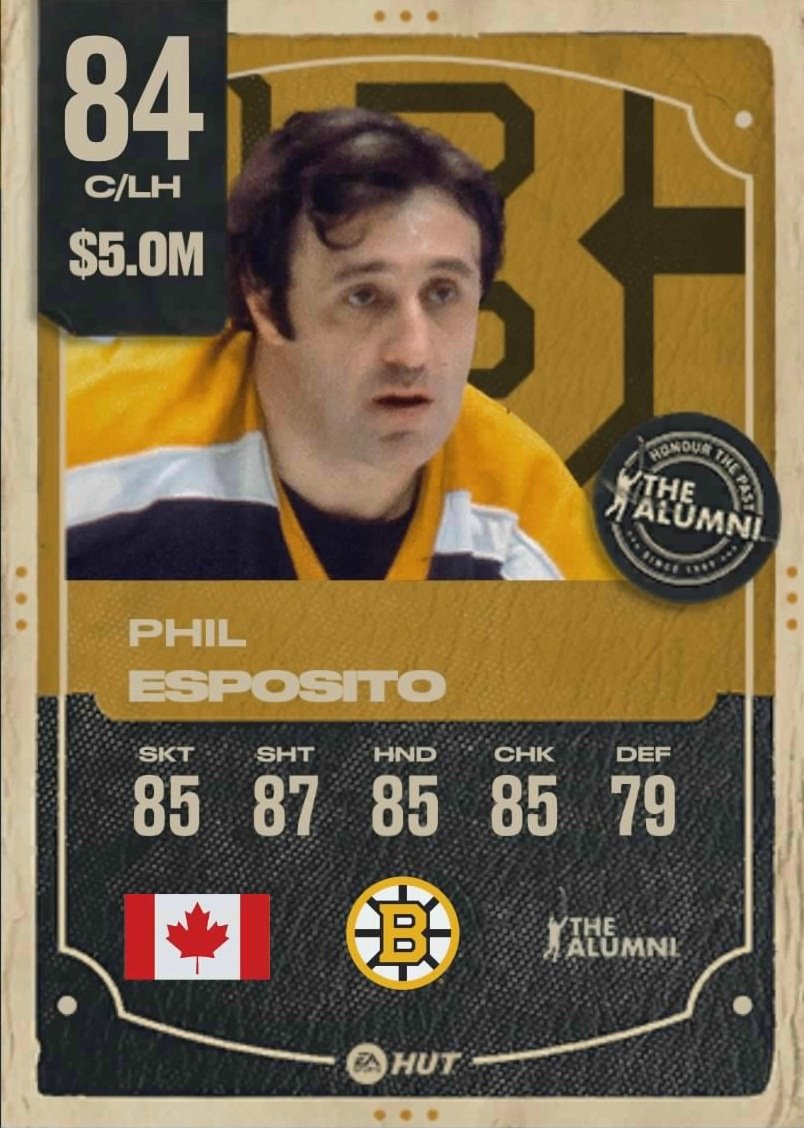 84
C/LH
$5.0M
HONOUR THE PAST
THE
ALUMNI
PHIL
ESPOSITO
SKT SHT HND CHK DEF
85 87 85 85 79
B
THE
ALUMNI
EA
HUT